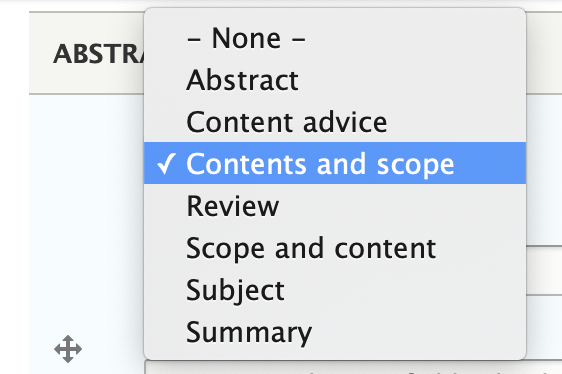 ABSTRA
– None –
Abstract
Content advice
✓ Contents and scope
Review
Scope and content
Subject
Summary